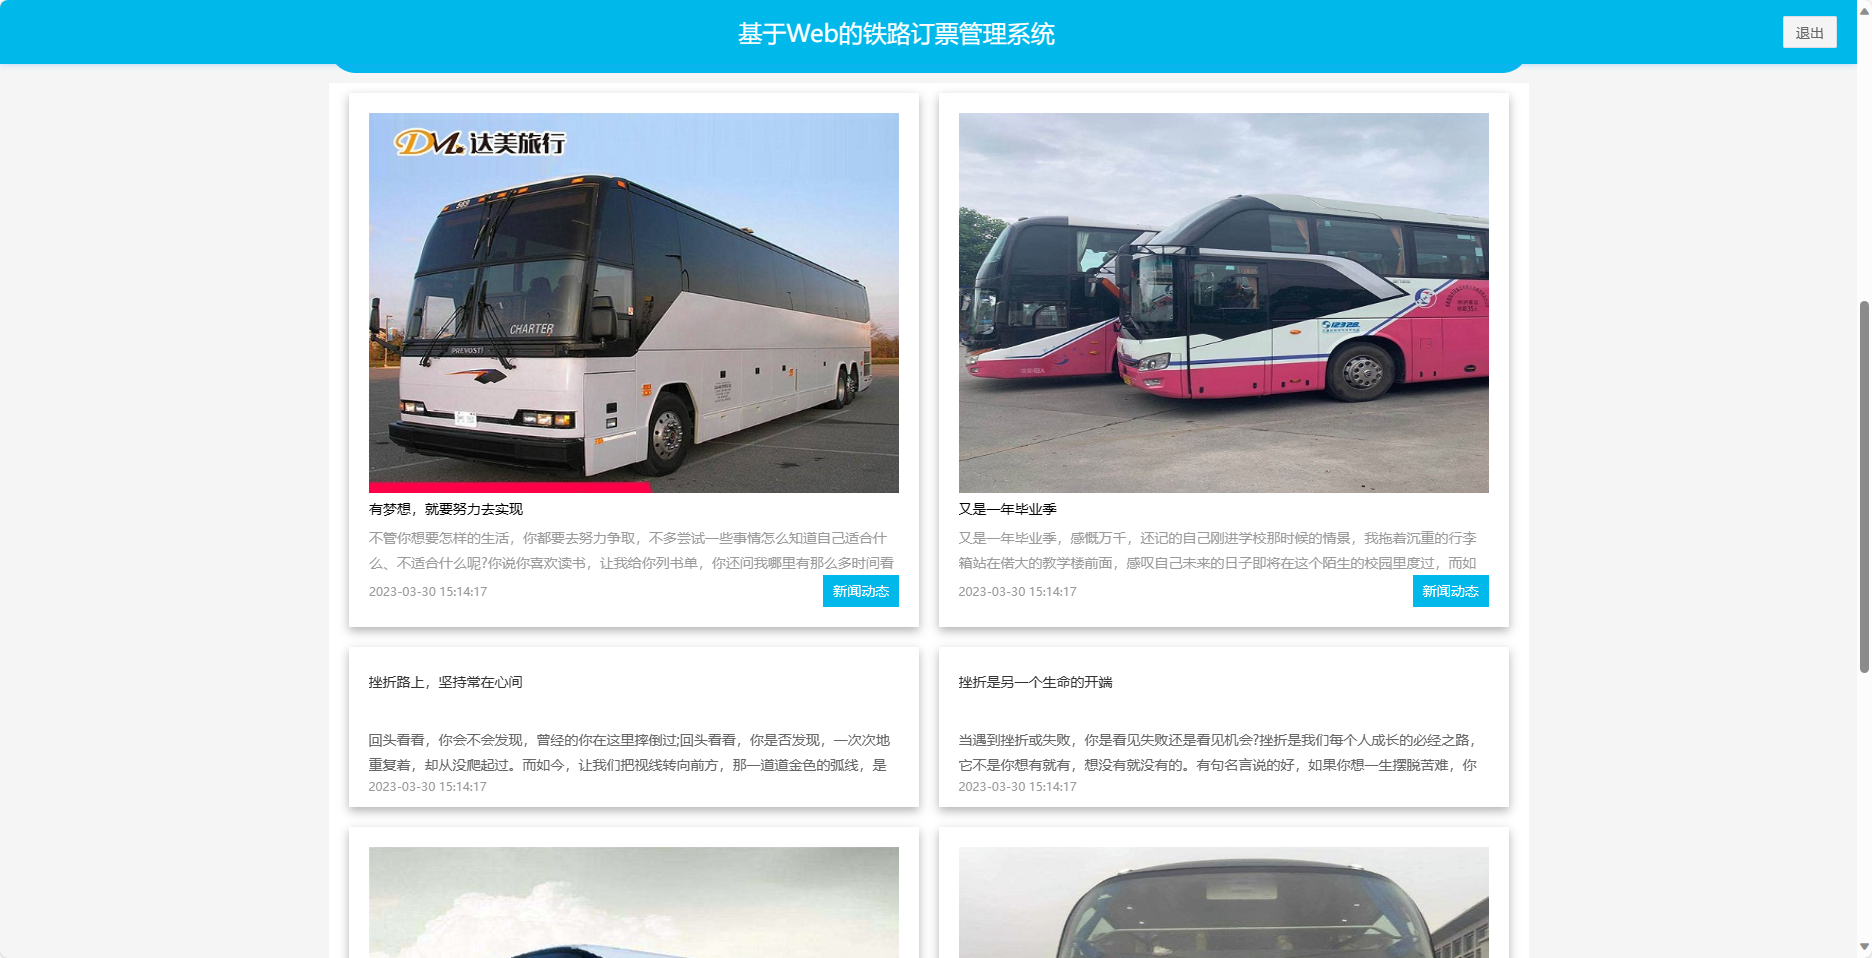 基于Web的铁路订票管理系统
退出
DM. 达美旅行
569
CHARTER
PREVOST
12328
有梦想，就要努力去实现
不管你想要怎样的生活，你都要去努力争取，不多尝试一些事情怎么知道自己适合什
么、不适合什么呢?你说你喜欢读书，让我给你列书单，你还问我哪里有那么多时间看
2023-03-30 15:14:17
新闻动态
又是一年毕业季
又是一年毕业季，感慨万千，还记的自己刚进学校那时候的情景，我拖着沉重的行李
箱站在偌大的教学楼前面，感叹自己未来的日子即将在这个陌生的校园里度过，而如
2023-03-30 15:14:17
新闻动态
挫折路上，坚持常在心间
回头看看，你会不会发现，曾经的你在这里摔倒过;回头看看，你是否发现，一次次地
重复着，却从没爬起过。而如今，让我们把视线转向前方，那一道道金色的弧线，是
2023-03-30 15:14:17
挫折是另一个生命的开端
当遇到挫折或失败，你是看见失败还是看见机会?挫折是我们每个人成长的必经之路，
它不是你想有就有，想没有就没有的。有句名言说的好，如果你想一生摆脱苦难，你
2023-03-30 15:14:17